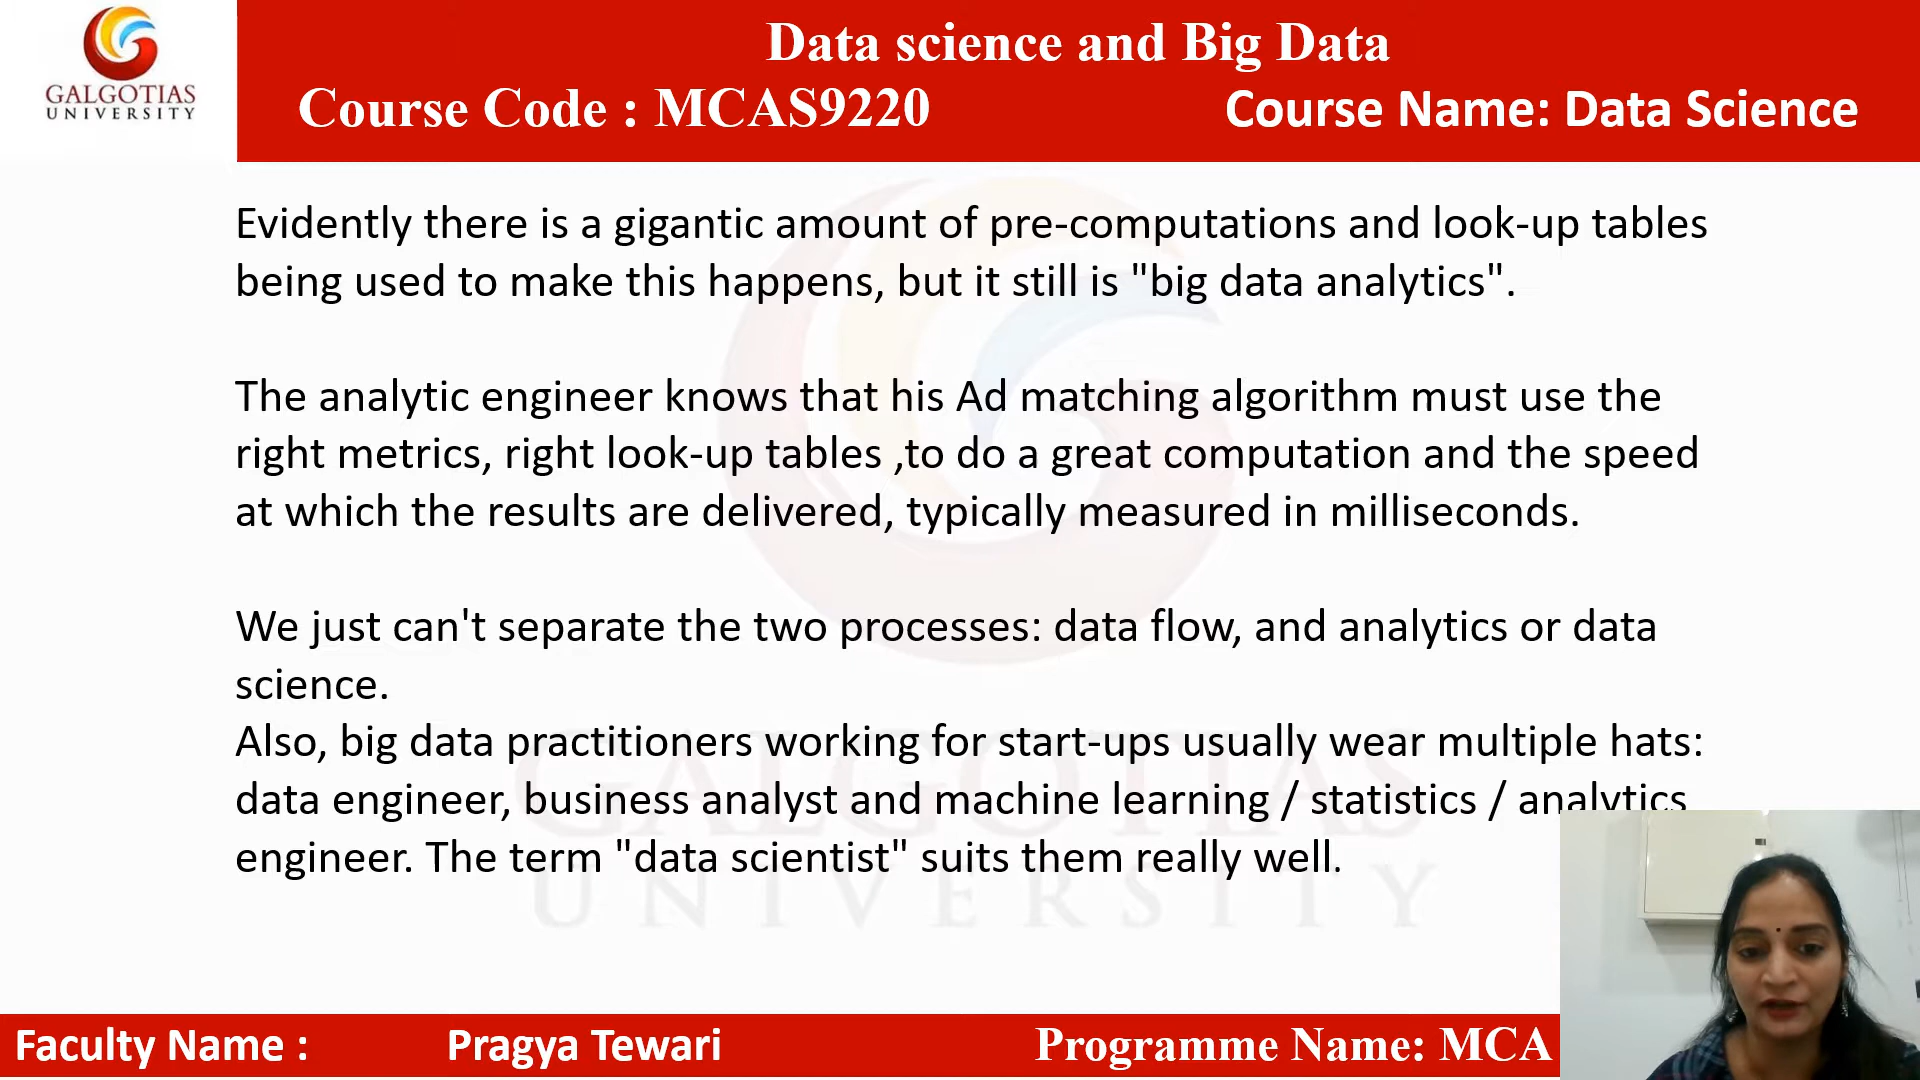 GALGOTIAS
UNIVERSITY
Data science and Big Data
Course Code : MCAS9220
Course Name: Data Science
Evidently there is a gigantic amount of pre-computations and look-up tables
being used to make this happens, but it still is "big data analytics".
The analytic engineer knows that his Ad matching algorithm must use the
right metrics, right look-up tables ,to do a great computation and the speed
at which the results are delivered, typically measured in milliseconds.
We just can't separate the two processes: data flow, and analytics or data
science.
Also, big data practitioners working for start-ups usually wear multiple hats:
data engineer, business analyst and machine learning / statistics / analytics
engineer. The term "data scientist" suits them really well.
GALGOTIAS
UNIVERSITY
Faculty Name :
Pragya Tewari
Programme Name: MCA